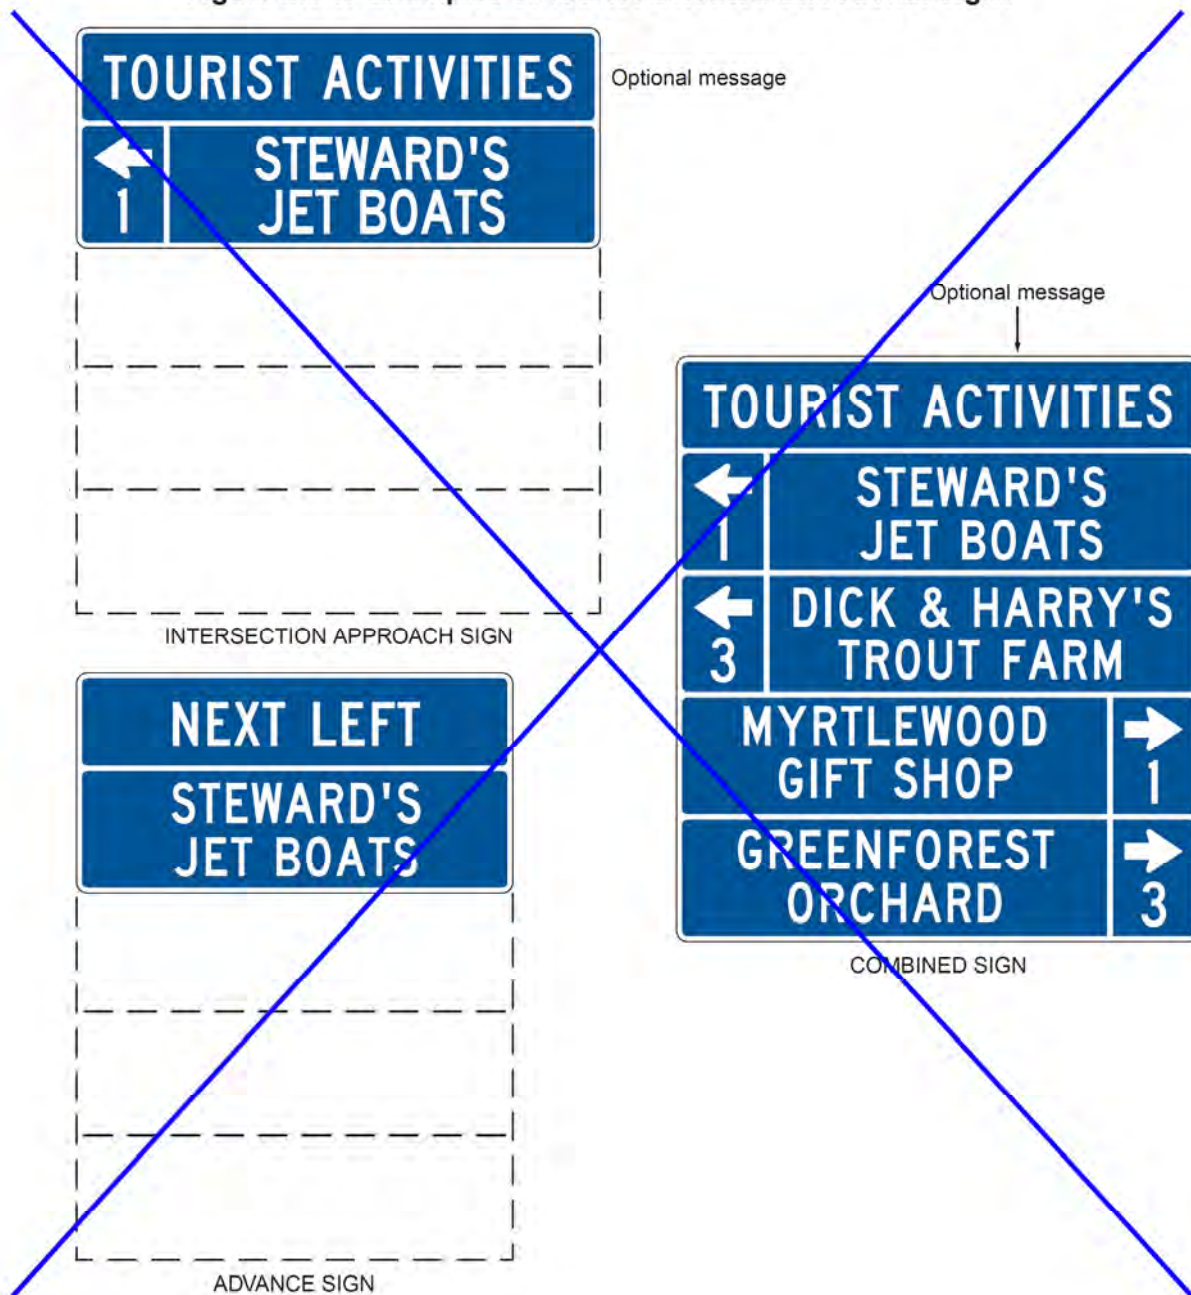 TOURIST ACTIVITIES
Optional message
← 1
STEWARD'S
JET BOATS
INTERSECTION APPROACH SIGN
NEXT LEFT
STEWARD'S
JET BOATS
ADVANCE SIGN
Optional message
TOURIST ACTIVITIES
← 1
STEWARD'S
JET BOATS
← 3
DICK & HARRY'S
TROUT FARM
MYRTLEWOOD
GIFT SHOP
→ 1
GREENFOREST
ORCHARD
→ 3
COMBINED SIGN